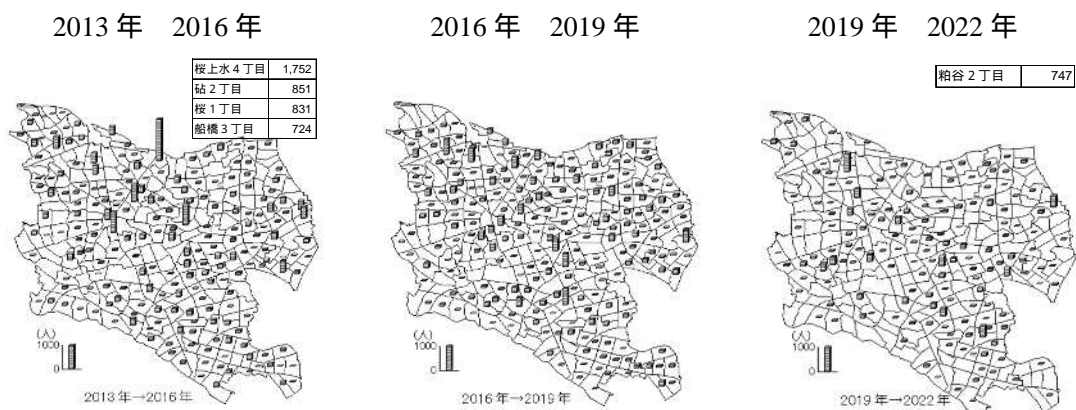 2013 年 2016 年
2016 年 2019 年
2019 年 2022 年
桜上水 4 丁目 1,752
砧 2 丁目 851
桜 1 丁目 831
船橋 3 丁目 724
粕谷 2 丁目 747
(人)
1000
0
2013 年→2016 年
(人)
1000
0
2016 年→2019 年
(人)
1000
0
2019 年→2022 年